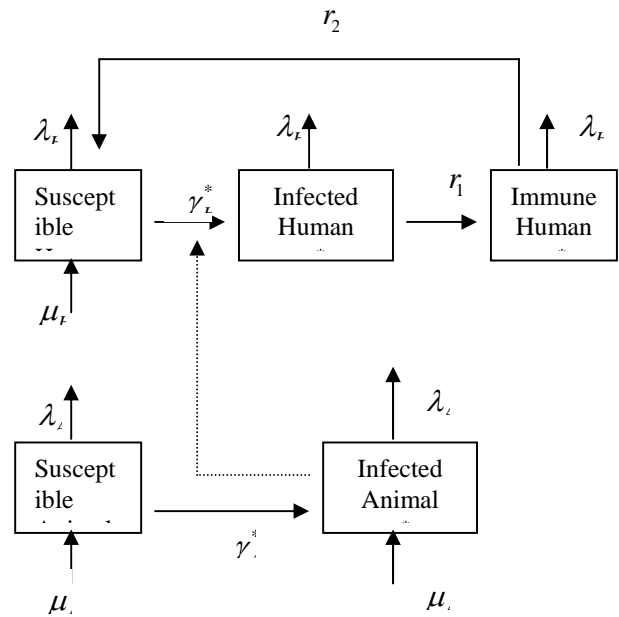 r₂
λ
λ
λ
Suscept
ible
γ*
Infected
Human
*
r₁
Immune
Human
*
μ
λ
λ
Suscept
ible
Infected
Animal
*
γ*
μ
μ